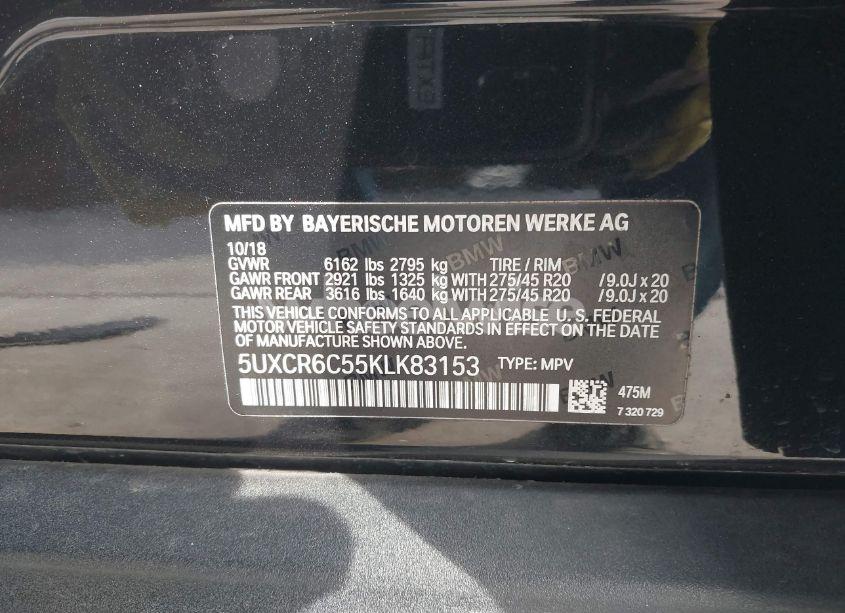 MFD BY BAYERISCHE MOTOREN WERKE AG
10/18
GVWR 6162 lbs 2795 kg TIRE / RIM
GAWR FRONT 2921 lbs 1325 kg WITH 275/45 R20 /9.0J x 20
GAWR REAR 3616 lbs 1640 kg WITH 275/45 R20 /9.0J x 20
THIS VEHICLE CONFORMS TO ALL APPLICABLE U. S. FEDERAL
MOTOR VEHICLE SAFETY STANDARDS IN EFFECT ON THE DATE
OF MANUFACTURE SHOWN ABOVE.
5UXCR6C55KLK83153 TYPE: MPV
475M
7 320 729